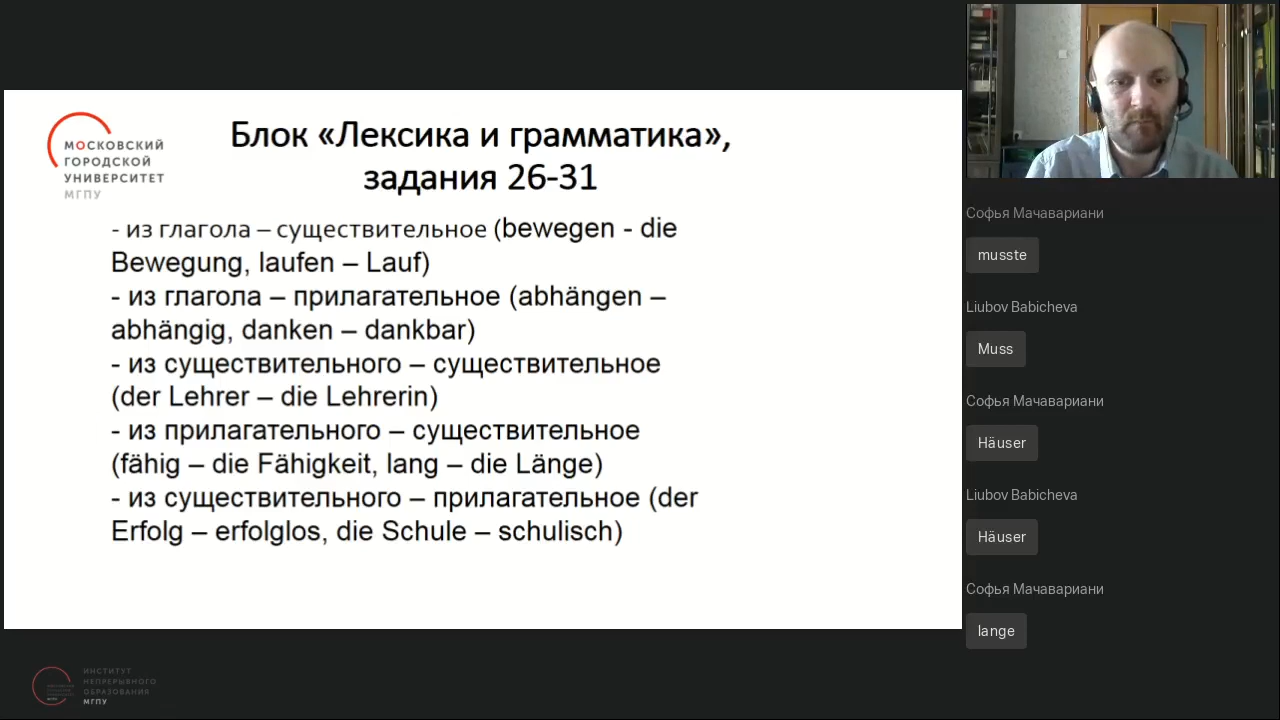 МОСКОВСКИЙ
ГОРОДСКОЙ
УНИВЕРСИТЕТ
МГПУ
Блок «Лексика и грамматика»,
задания 26-31
- из глагола – существительное (bewegen - die
Bewegung, laufen – Lauf)
- из глагола – прилагательное (abhängen –
abhängig, danken – dankbar)
- из существительного – существительное
(der Lehrer – die Lehrerin)
- из прилагательного – существительное
(fähig – die Fähigkeit, lang – die Länge)
- из существительного – прилагательное (der
Erfolg – erfolglos, die Schule – schulisch)
Софья Мачавариани
musste
Liubov Babicheva
Muss
Софья Мачавариани
Häuser
Liubov Babicheva
Häuser
Софья Мачавариани
lange
ИНСТИТУТ
НЕПРЕРЫВНОГО
ОБРАЗОВАНИЯ
МГПУ